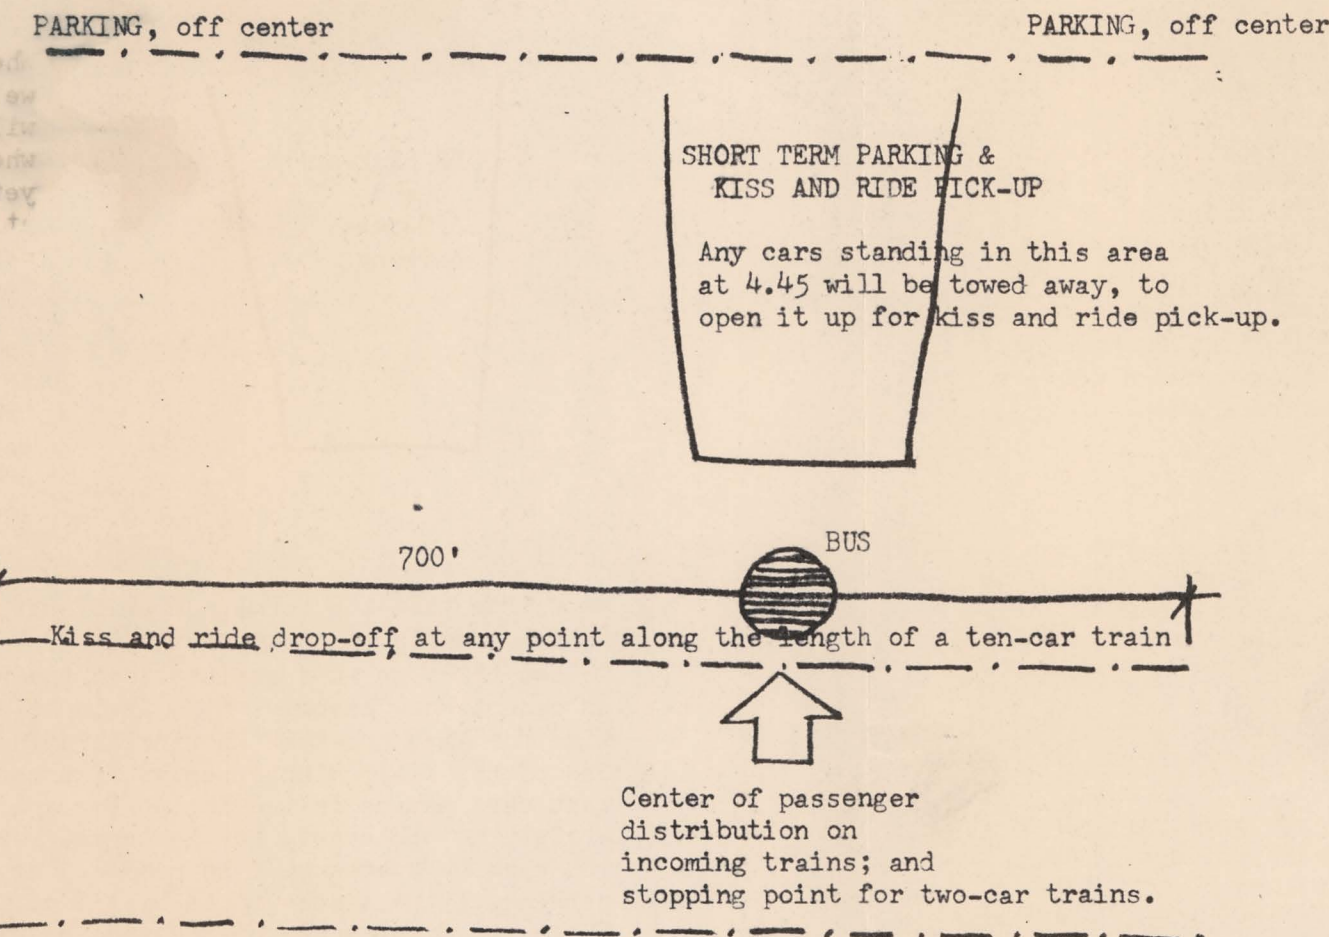 PARKING, off center
PARKING, off center
SHORT TERM PARKING &
KISS AND RIDE PICK-UP
Any cars standing in this area
at 4.45 will be towed away, to
open it up for kiss and ride pick-up.
BUS
700'
Kiss and ride drop-off at any point along the length of a ten-car train
Center of passenger
distribution on
incoming trains; and
stopping point for two-car trains.